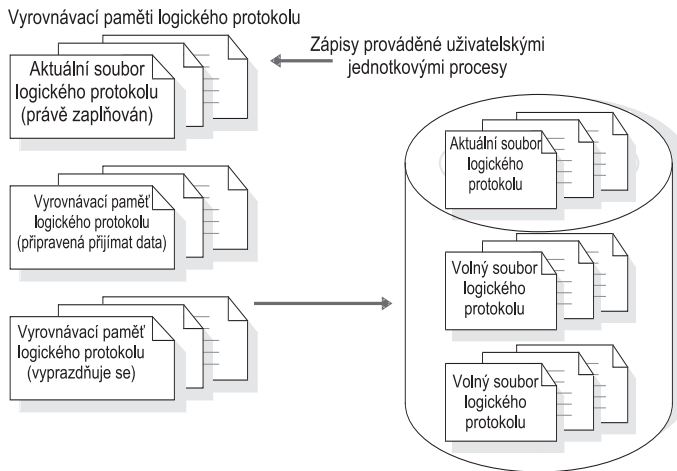 Vyrovnávací paměti logického protokolu
Aktuální soubor
logického protokolu
(právě zaplňován)
Zápisy prováděné uživatelskými
jednotkovými procesy
Vyrovnávací paměť
logického protokolu
(připravená přijímat data)
Vyrovnávací paměť
logického protokolu
(vyprazdňuje se)
Aktuální soubor
logického
protokolu
Volný soubor
logického
protokolu
Volný soubor
logického
protokolu